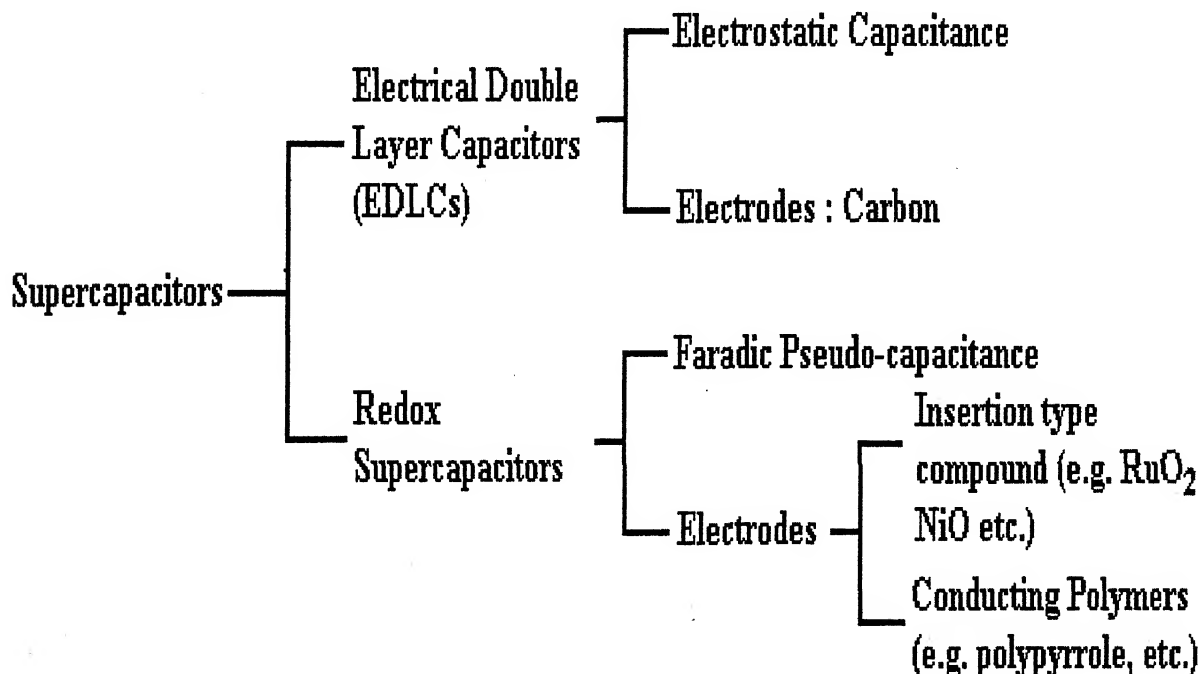 Supercapacitors
Electrical Double
Layer Capacitors
(EDLCs)
Electrostatic Capacitance
Electrodes : Carbon
Redox
Supercapacitors
Faradic Pseudo-capacitance
Electrodes
Insertion type
compound (e.g. RuO₂
NiO etc.)
Conducting Polymers
(e.g. polypyrrole, etc.)